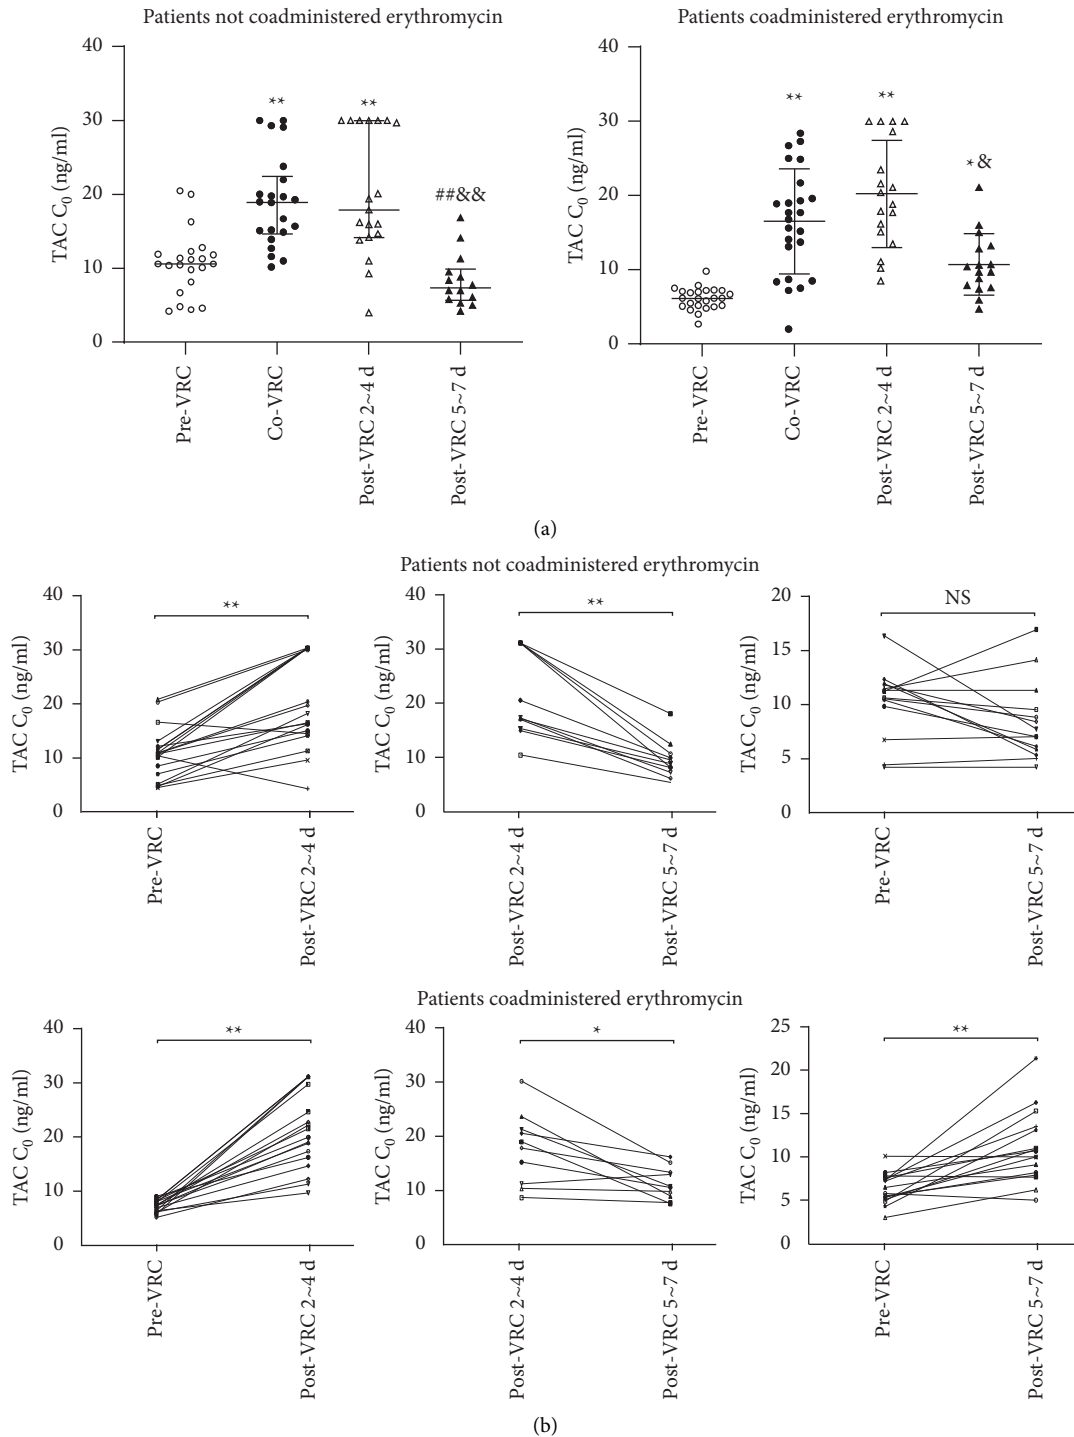 Patients not coadministered erythromycin
TAC C0 (ng/ml)
40
30
20
10
0
**
**
##&&
Pre-VRC
Co-VRC
Post-VRC 2~4 d
Post-VRC 5~7 d
Patients coadministered erythromycin
TAC C0 (ng/ml)
40
30
20
10
0
**
**
*&
Pre-VRC
Co-VRC
Post-VRC 2~4 d
Post-VRC 5~7 d
(a)
Patients not coadministered erythromycin
TAC C0 (ng/ml)
40
30
20
10
0
**
Pre-VRC
Post-VRC 2~4 d
TAC C0 (ng/ml)
40
30
20
10
0
**
Post-VRC 2~4 d
Post-VRC 5~7 d
TAC C0 (ng/ml)
20
15
10
5
0
NS
Pre-VRC
Post-VRC 5~7 d
Patients coadministered erythromycin
TAC C0 (ng/ml)
40
30
20
10
0
**
Pre-VRC
Post-VRC 2~4 d
TAC C0 (ng/ml)
40
30
20
10
0
*
Post-VRC 2~4 d
Post-VRC 5~7 d
TAC C0 (ng/ml)
25
20
15
10
5
0
**
Pre-VRC
Post-VRC 5~7 d
(b)